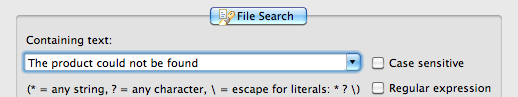 File Search
Containing text:
The product could not be found
Case sensitive
(* = any string, ? = any character, \ = escape for literals: * ? \)
Regular expression